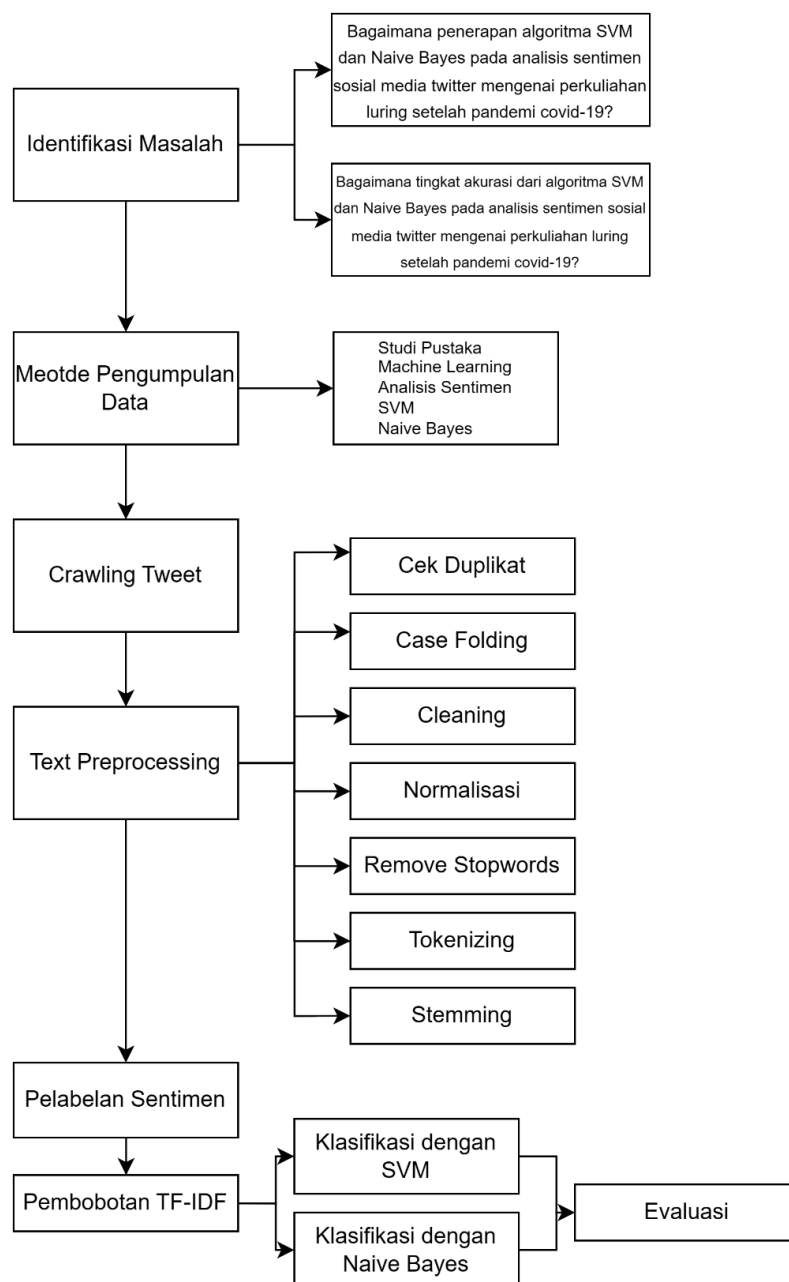 Bagaimana penerapan algoritma SVM
dan Naive Bayes pada analisis sentimen
sosial media twitter mengenai perkuliahan
luring setelah pandemi covid-19?
Identifikasi Masalah
Bagaimana tingkat akurasi dari algoritma SVM
dan Naive Bayes pada analisis sentimen sosial
media twitter mengenai perkuliahan luring
setelah pandemi covid-19?
Meotde Pengumpulan
Data
Studi Pustaka
Machine Learning
Analisis Sentimen
SVM
Naive Bayes
Crawling Tweet
Text Preprocessing
Cek Duplikat
Case Folding
Cleaning
Normalisasi
Remove Stopwords
Tokenizing
Stemming
Pelabelan Sentimen
Pembobotan TF-IDF
Klasifikasi dengan
SVM
Klasifikasi dengan
Naive Bayes
Evaluasi